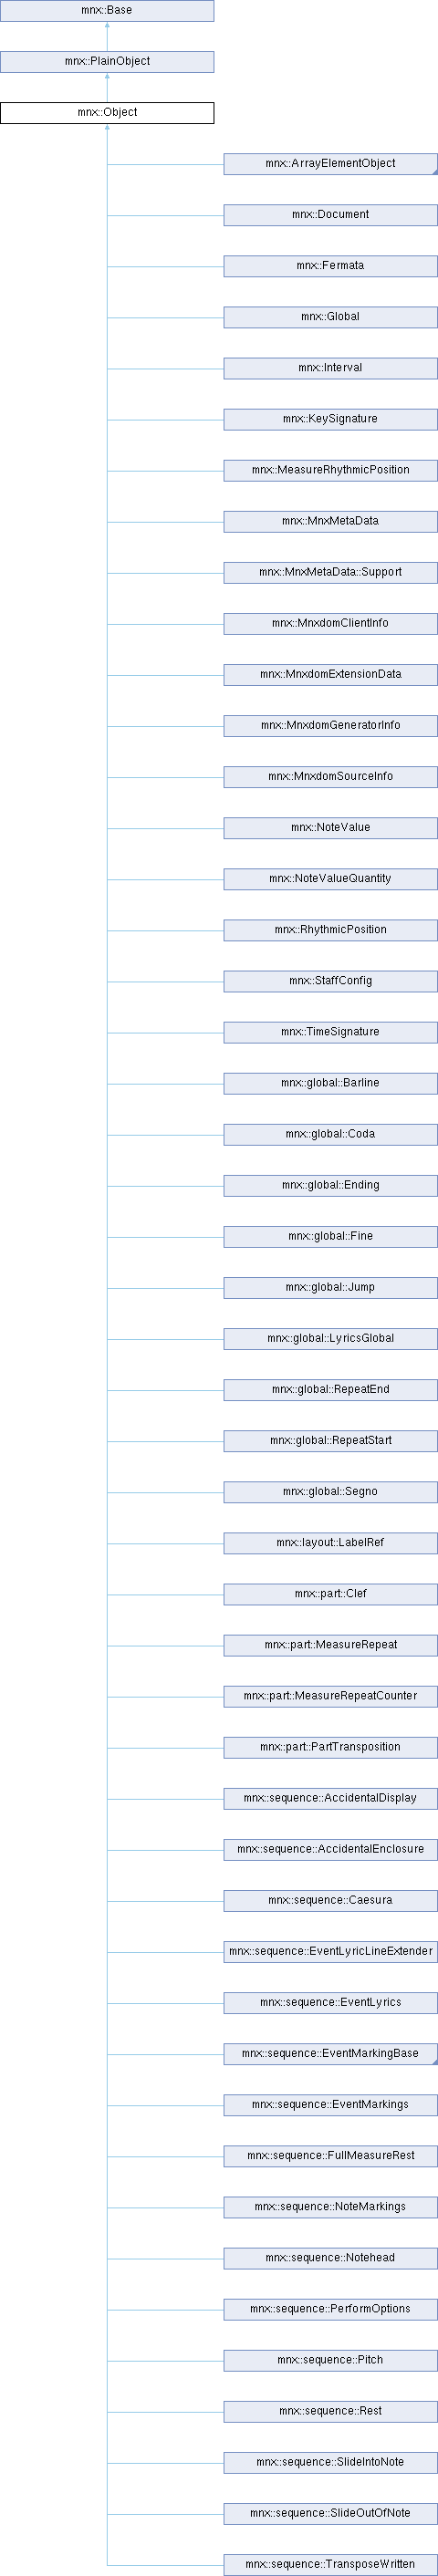 mnx::Base
mnx::PlainObject
mnx::Object
mnx::ArrayElementObject
mnx::Document
mnx::Fermata
mnx::Global
mnx::Interval
mnx::KeySignature
mnx::MeasureRhythmicPosition
mnx::MnxMetaData
mnx::MnxMetaData::Support
mnx::MnxdomClientInfo
mnx::MnxdomExtensionData
mnx::MnxdomGeneratorInfo
mnx::MnxdomSourceInfo
mnx::NoteValue
mnx::NoteValueQuantity
mnx::RhythmicPosition
mnx::StaffConfig
mnx::TimeSignature
mnx::global::Barline
mnx::global::Coda
mnx::global::Ending
mnx::global::Fine
mnx::global::Jump
mnx::global::LyricsGlobal
mnx::global::RepeatEnd
mnx::global::RepeatStart
mnx::global::Segno
mnx::layout::LabelRef
mnx::part::Clef
mnx::part::MeasureRepeat
mnx::part::MeasureRepeatCounter
mnx::part::PartTransposition
mnx::sequence::AccidentalDisplay
mnx::sequence::AccidentalEnclosure
mnx::sequence::Caesura
mnx::sequence::EventLyricLineExtender
mnx::sequence::EventLyrics
mnx::sequence::EventMarkingBase
mnx::sequence::EventMarkings
mnx::sequence::FullMeasureRest
mnx::sequence::NoteMarkings
mnx::sequence::Notehead
mnx::sequence::PerformOptions
mnx::sequence::Pitch
mnx::sequence::Rest
mnx::sequence::SlideIntoNote
mnx::sequence::SlideOutOfNote
mnx::sequence::TransposeWritten